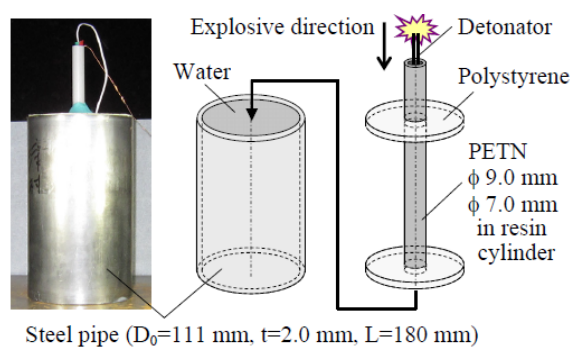 Explosive direction
Detonator
Water
Polystyrene
PETN
ϕ 9.0 mm
ϕ 7.0 mm
in resin
cylinder
Steel pipe (D₀=111 mm, t=2.0 mm, L=180 mm)